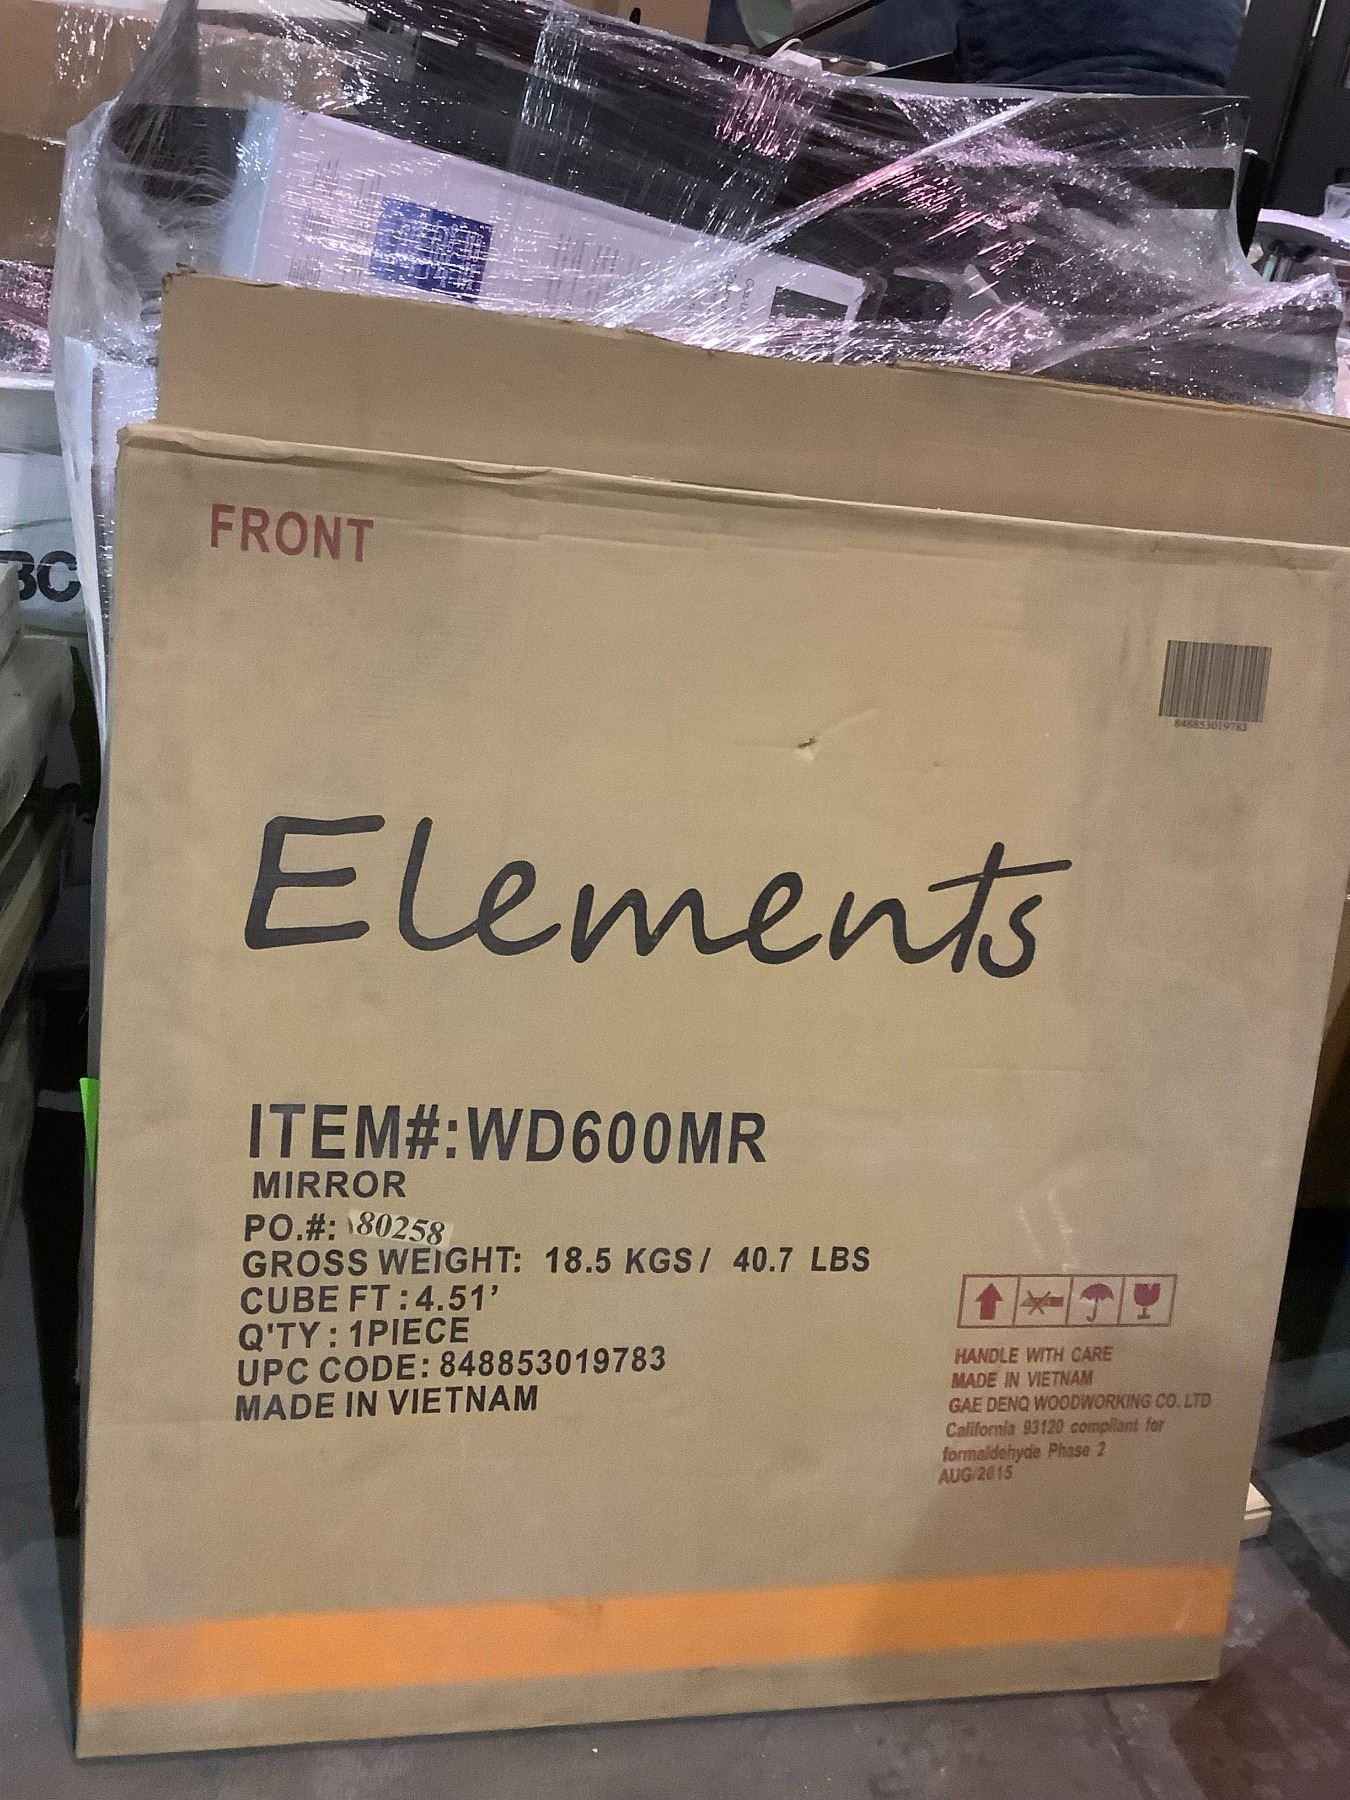 BC
FRONT
848853019783
Elements
ITEM#:WD600MR
MIRROR
PO.#: 80258
GROSS WEIGHT: 18.5 KGS / 40.7 LBS
CUBE FT : 4.51’
Q'TY : 1PIECE
UPC CODE: 848853019783
MADE IN VIETNAM
HANDLE WITH CARE
MADE IN VIETNAM
GAE DENQ WOODWORKING CO. LTD
California 93120 compliant for
formaldehyde Phase 2
AUG/2015